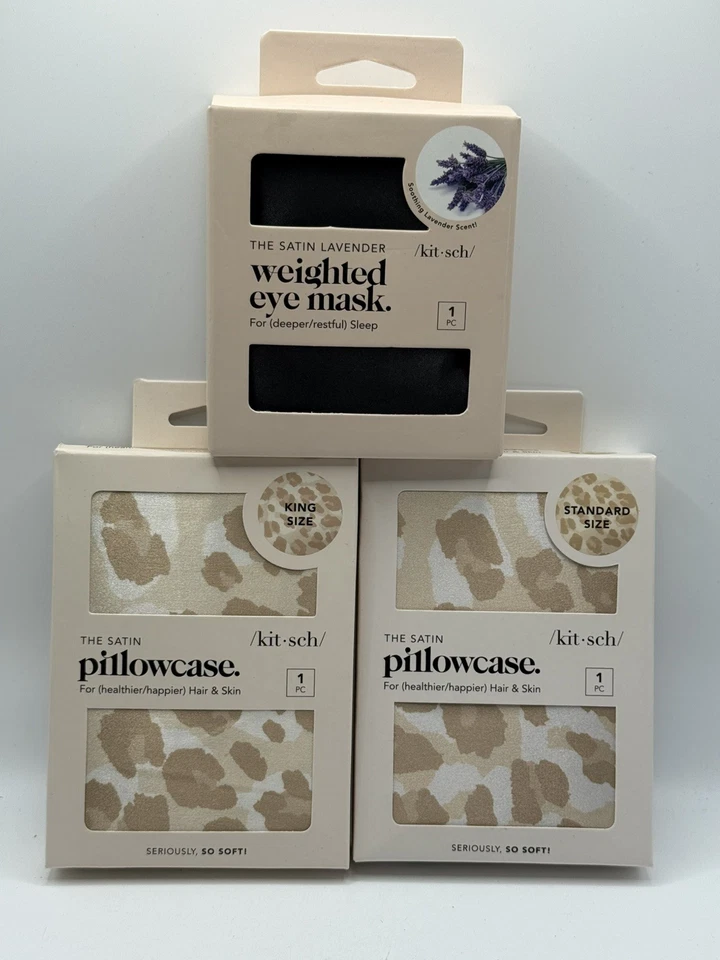 Soothing Lavender Scent!
THE SATIN LAVENDER
/kit·sch/
weighted
eye mask.
For (deeper/restful) Sleep
1
PC
KING
SIZE
THE SATIN
/kit·sch/
pillowcase.
For (healthier/happier) Hair & Skin
1
PC
SERIOUSLY, SO SOFT!
STANDARD
SIZE
THE SATIN
/kit·sch/
pillowcase.
For (healthier/happier) Hair & Skin
1
PC
SERIOUSLY, SO SOFT!